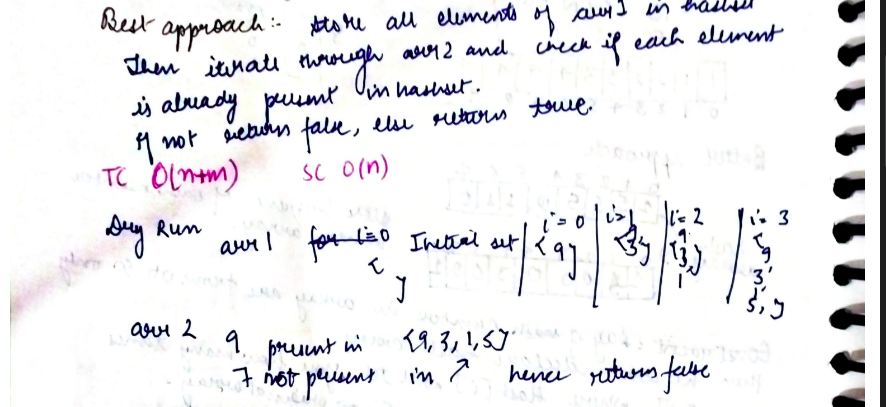 Best approach :- store all elements of arr1 in hashset
Then iterate through arr2 and check if each element
is already present in hashset.
If not return false, else return true.
TC O(n+m) SC O(n)
Dry Run arr1 for i=0 Initial set { } | i=0 {9} | i=1 {9, 3} | i=2 {9, 3, 1} | i=3 {9, 3, 1, 5, }
arr 2 9 present in {9, 3, 1, 5}
7 not present in ↗ hence return false